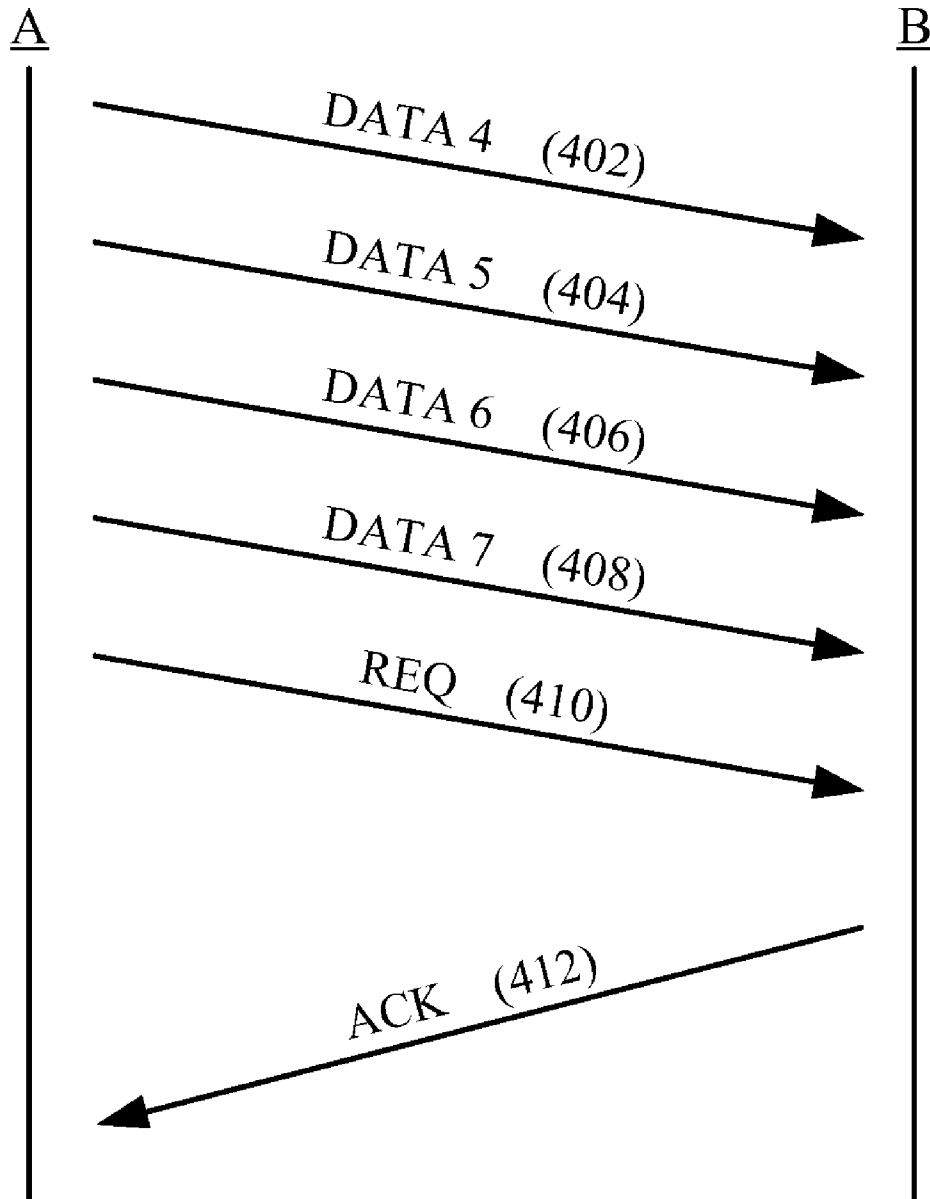 A
B
DATA 4 (402)
DATA 5 (404)
DATA 6 (406)
DATA 7 (408)
REQ (410)
ACK (412)